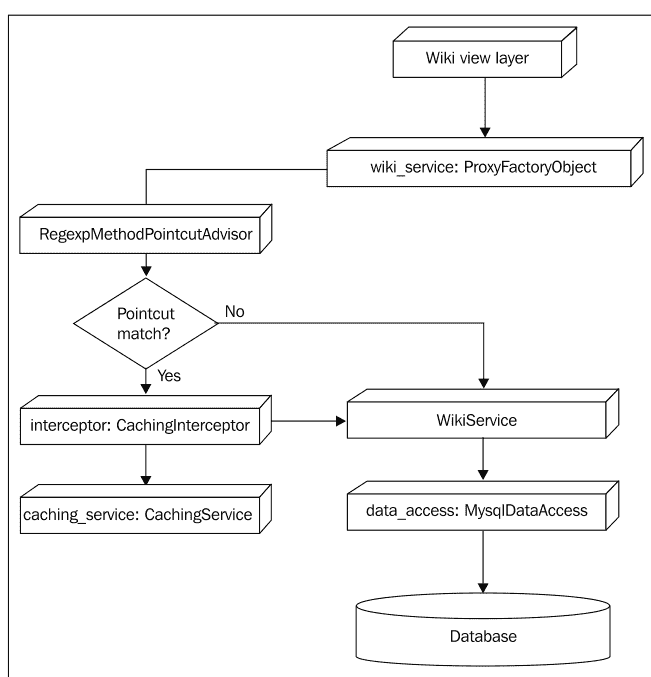 Wiki view layer
wiki_service: ProxyFactoryObject
RegexpMethodPointcutAdvisor
Pointcut
match?
No
Yes
interceptor: CachingInterceptor
WikiService
caching_service: CachingService
data_access: MysqlDataAccess
Database